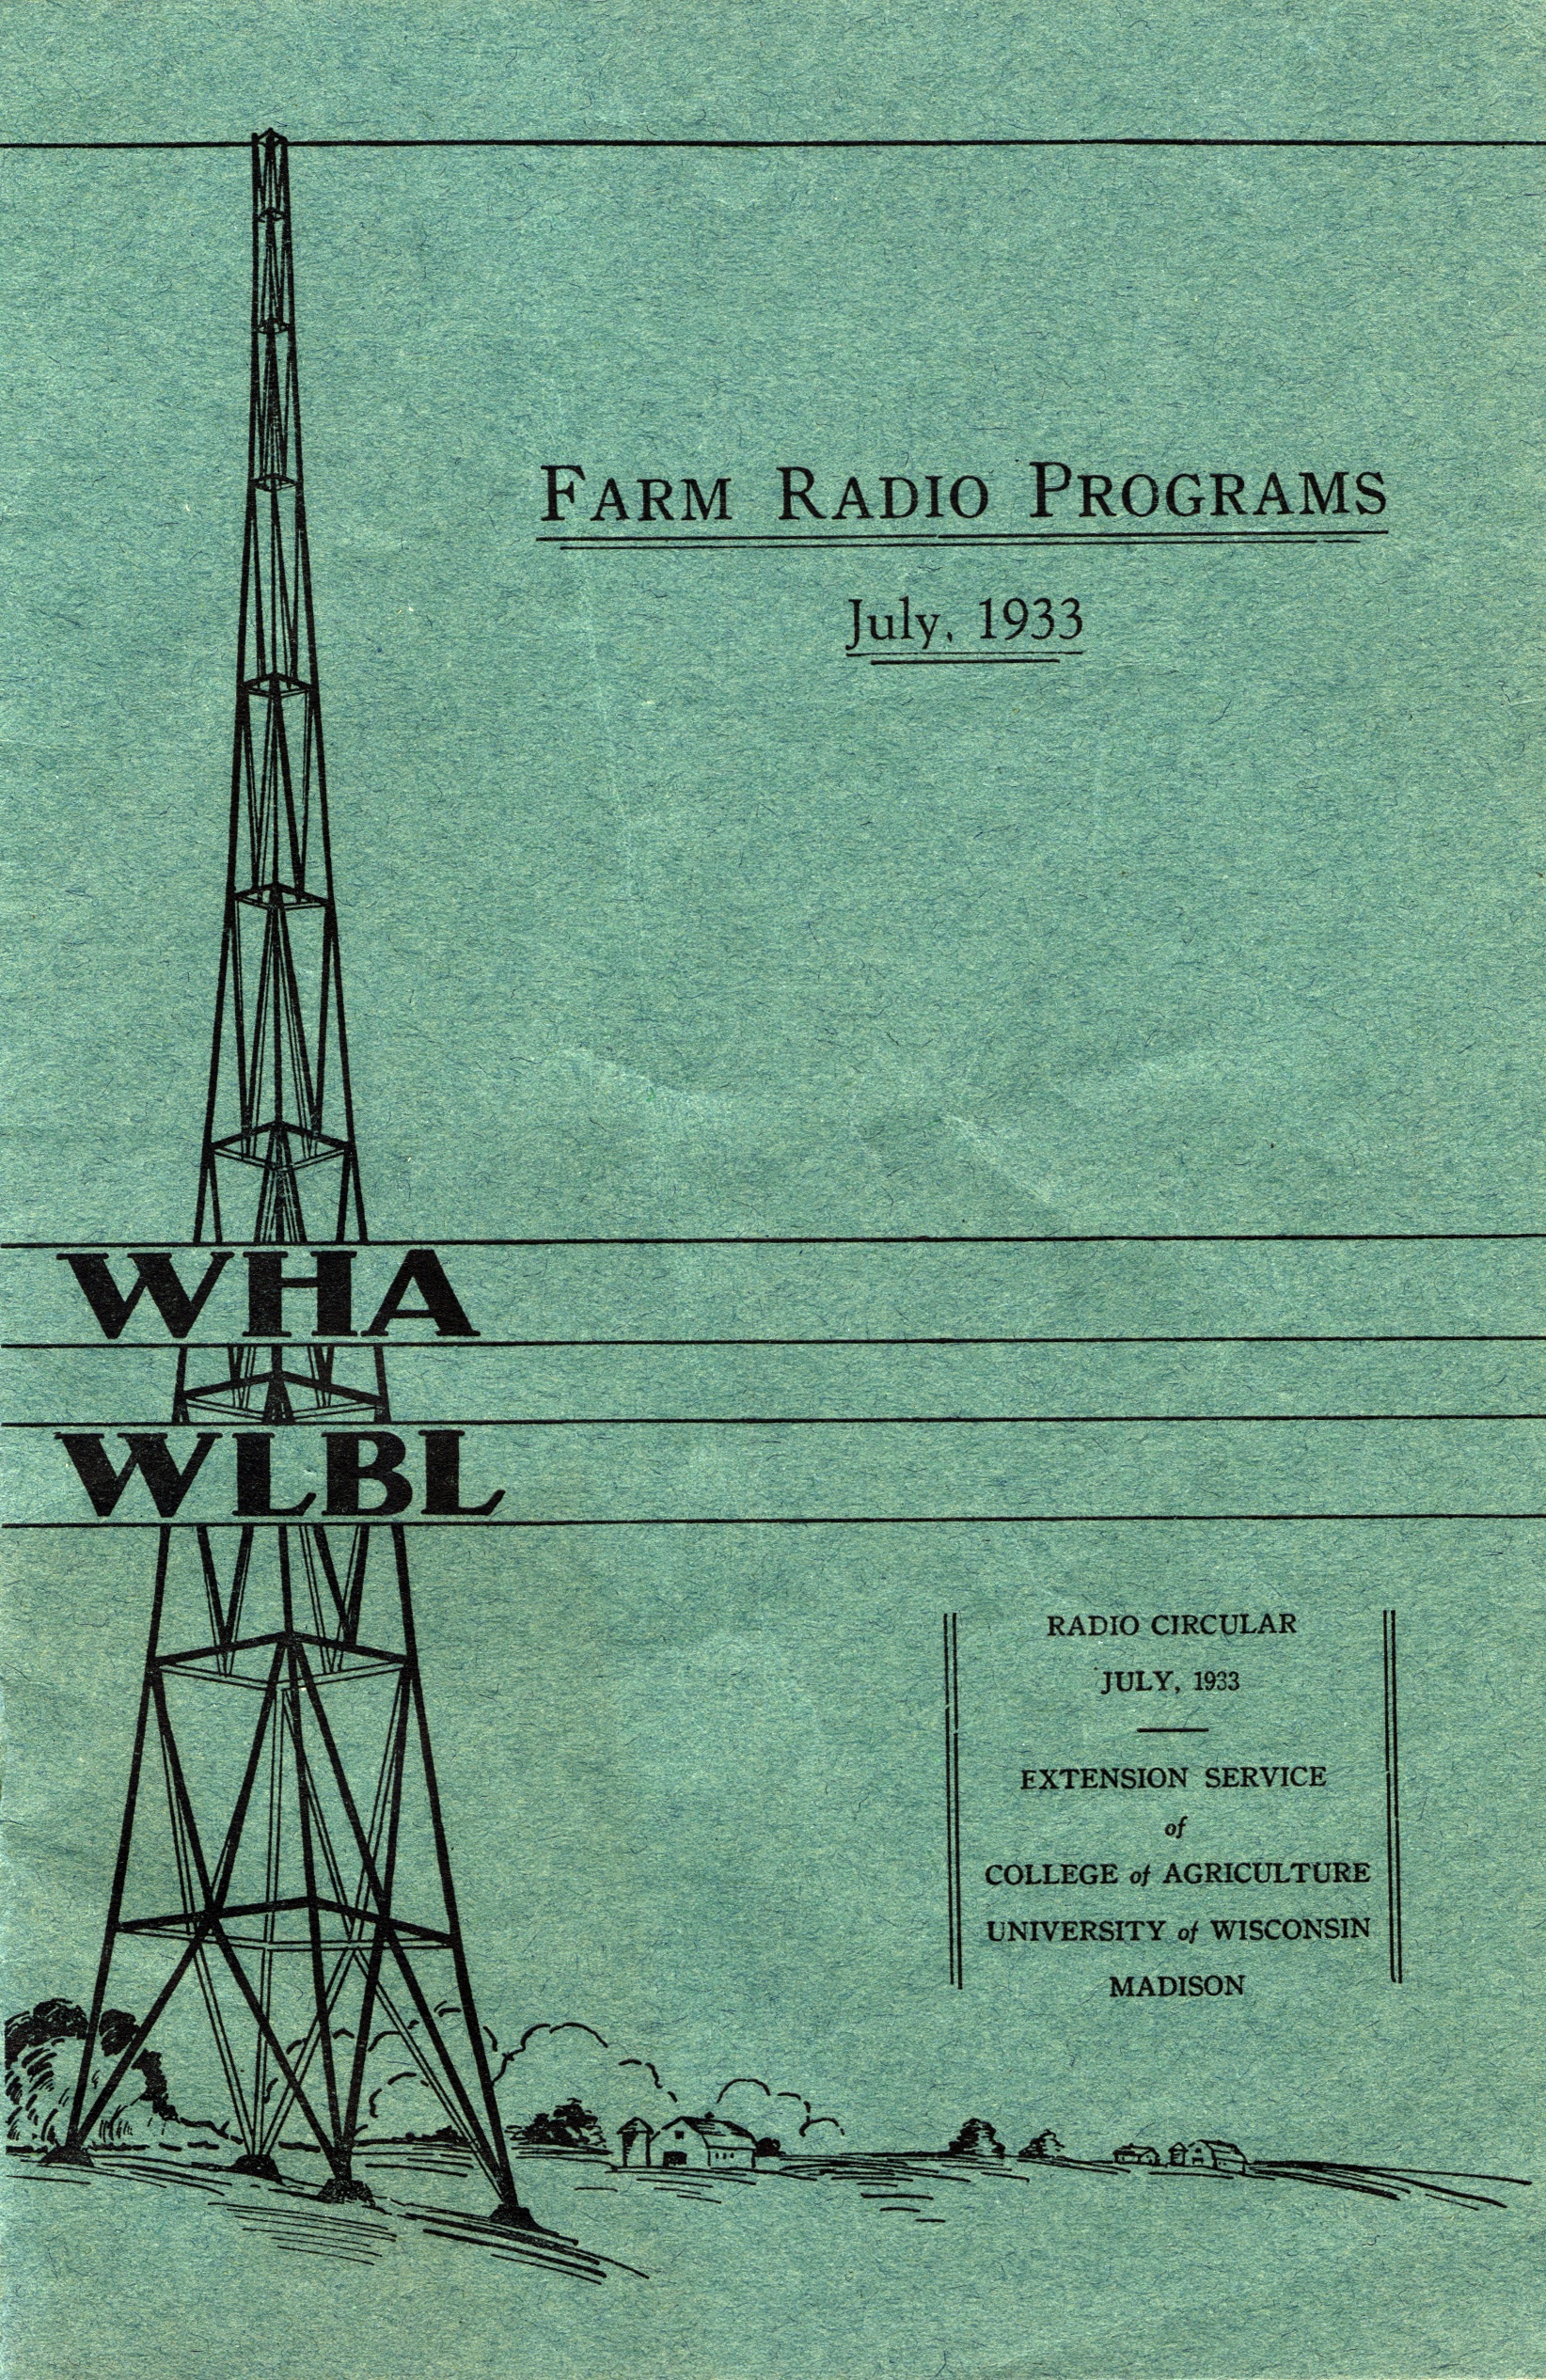 FARM RADIO PROGRAMS
July, 1933
WHA
WLBL
RADIO CIRCULAR
JULY, 1933
EXTENSION SERVICE
of
COLLEGE of AGRICULTURE
UNIVERSITY of WISCONSIN
MADISON